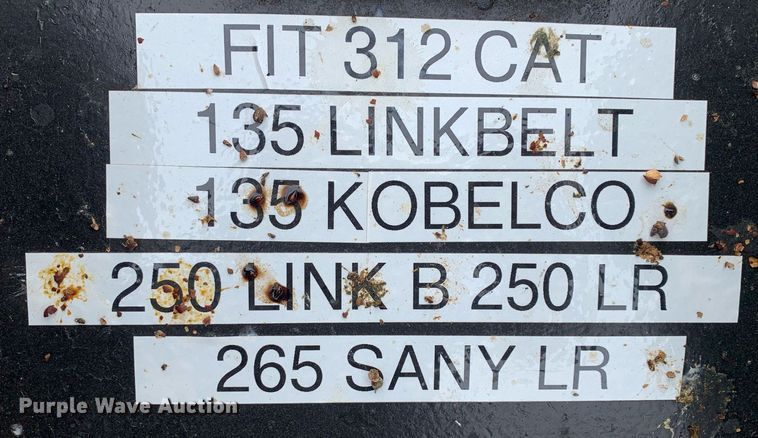 FIT 312 CAT
135 LINKBELT
135 KOBELCO
250 LINK B 250 LR
265 SANY LR
Purple Wave Auction